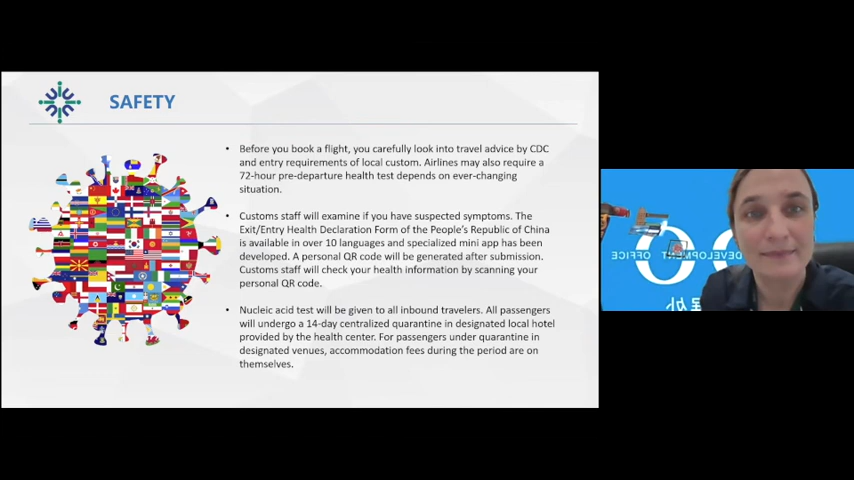 SAFETY
• Before you book a flight, you carefully look into travel advice by CDC
and entry requirements of local custom. Airlines may also require a
72-hour pre-departure health test depends on ever-changing
situation.
• Customs staff will examine if you have suspected symptoms. The
Exit/Entry Health Declaration Form of the People's Republic of China
is available in over 10 languages and specialized mini app has been
developed. A personal QR code will be generated after submission.
Customs staff will check your health information by scanning your
personal QR code.
• Nucleic acid test will be given to all inbound travelers. All passengers
will undergo a 14-day centralized quarantine in designated local hotel
provided by the health center. For passengers under quarantine in
designated venues, accommodation fees during the period are on
themselves.
DEVELOPMENT OFFICE